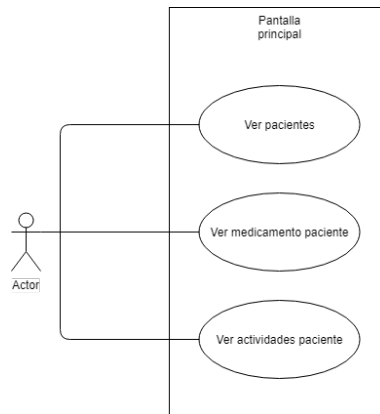 Pantalla
principal
Ver pacientes
Ver medicamento paciente
Actor
Ver actividades paciente